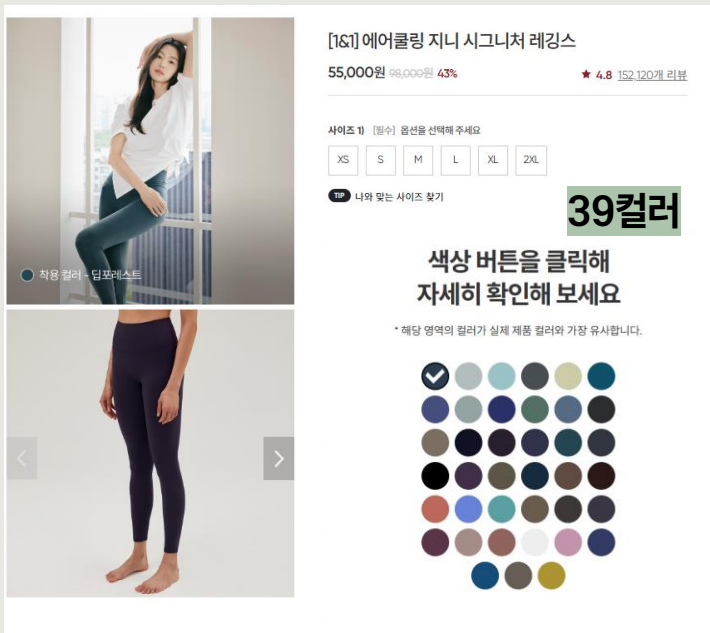 [1&1] 에어쿨링 지니 시그니처 레깅스
55,000원 98,000원 43%
★ 4.8 152,120개 리뷰
사이즈 1) [필수] 옵션을 선택해 주세요
XS S M L XL 2XL
TIP 나와 맞는 사이즈 찾기
39컬러
착용 컬러 - 딥포레스트
색상 버튼을 클릭해
자세히 확인해 보세요
* 해당 영역의 컬러가 실제 제품 컬러와 가장 유사합니다.